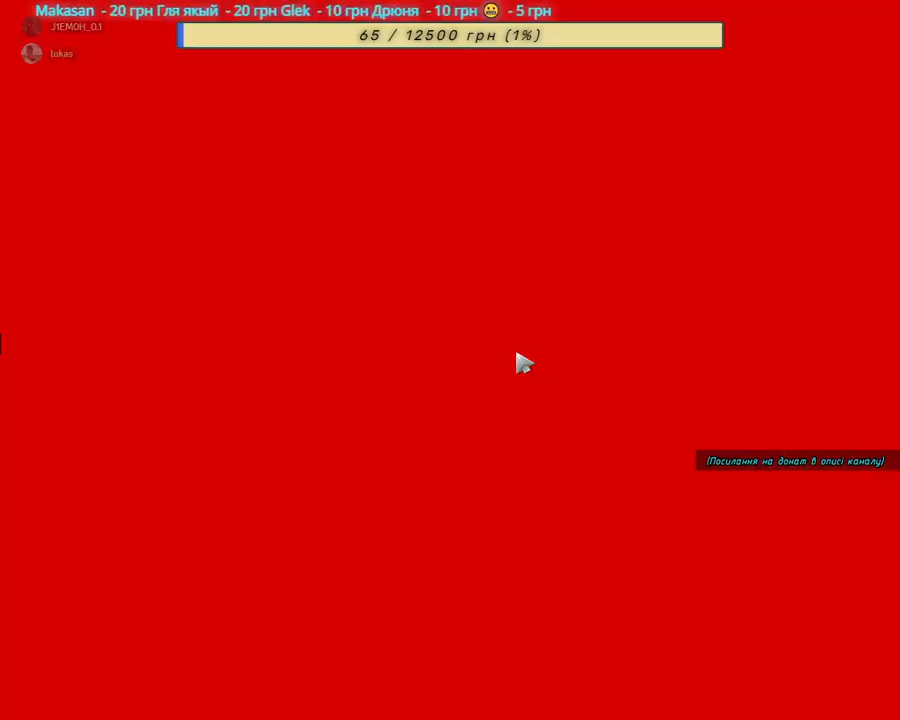 Makasan - 20 грн Гля якый - 20 грн Glek - 10 грн Дрюня - 10 грн 😬 - 5 грн
J1EM0H_0.1
65 / 12500 грн (1%)
lukas
(Посилання на донат в описі каналу)